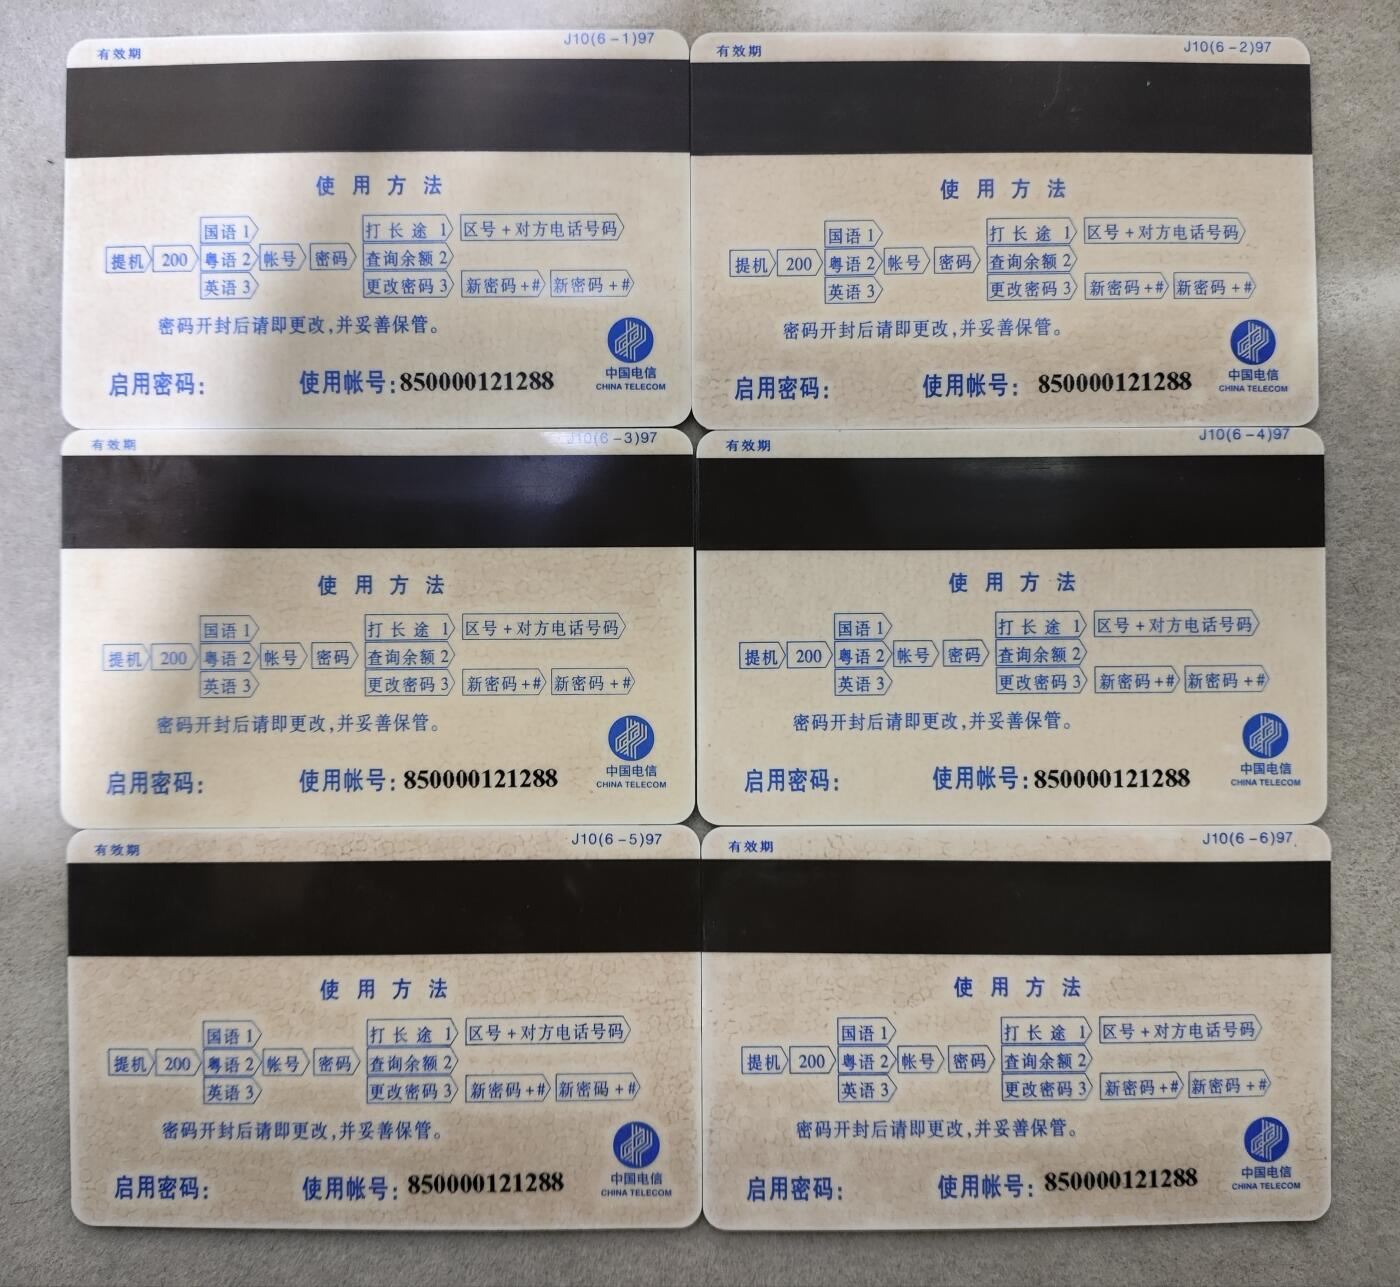 有效期 J10(6-1)97
使用方法
国语 1 打长途 1 区号+对方电话号码
提机 200 粤语 2 帐号 密码 查询余额 2
英语 3 更改密码 3 新密码+# 新密码+#
密码开封后请即更改,并妥善保管。
中国电信
启用密码: 使用帐号:850000121288 CHINA TELECOM
有效期 J10(6-2)97
使用方法
国语 1 打长途 1 区号+对方电话号码
提机 200 粤语 2 帐号 密码 查询余额 2
英语 3 更改密码 3 新密码+# 新密码+#
密码开封后请即更改,并妥善保管。
中国电信
启用密码: 使用帐号: 850000121288 CHINA TELECOM
有效期 J10(6-3)97
使用方法
国语 1 打长途 1 区号+对方电话号码
提机 200 粤语 2 帐号 密码 查询余额 2
英语 3 更改密码 3 新密码+# 新密码+#
密码开封后请即更改,并妥善保管。
中国电信
启用密码: 使用帐号:850000121288 CHINA TELECOM
有效期 J10(6-4)97
使用方法
国语 1 打长途 1 区号+对方电话号码
提机 200 粤语 2 帐号 密码 查询余额 2
英语 3 更改密码 3 新密码+# 新密码+#
密码开封后请即更改,并妥善保管。
中国电信
启用密码: 使用帐号:850000121288 CHINA TELECOM
有效期 J10(6-5)97
使用方法
国语 1 打长途 1 区号+对方电话号码
提机 200 粤语 2 帐号 密码 查询余额 2
英语 3 更改密码 3 新密码+# 新密码+#
密码开封后请即更改,并妥善保管。
中国电信
启用密码: 使用帐号:850000121288 CHINA TELECOM
有效期 J10(6-6)97
使用方法
国语 1 打长途 1 区号+对方电话号码
提机 200 粤语 2 帐号 密码 查询余额 2
英语 3 更改密码 3 新密码+# 新密码+#
密码开封后请即更改,并妥善保管。
中国电信
启用密码: 使用帐号:850000121288 CHINA TELECOM